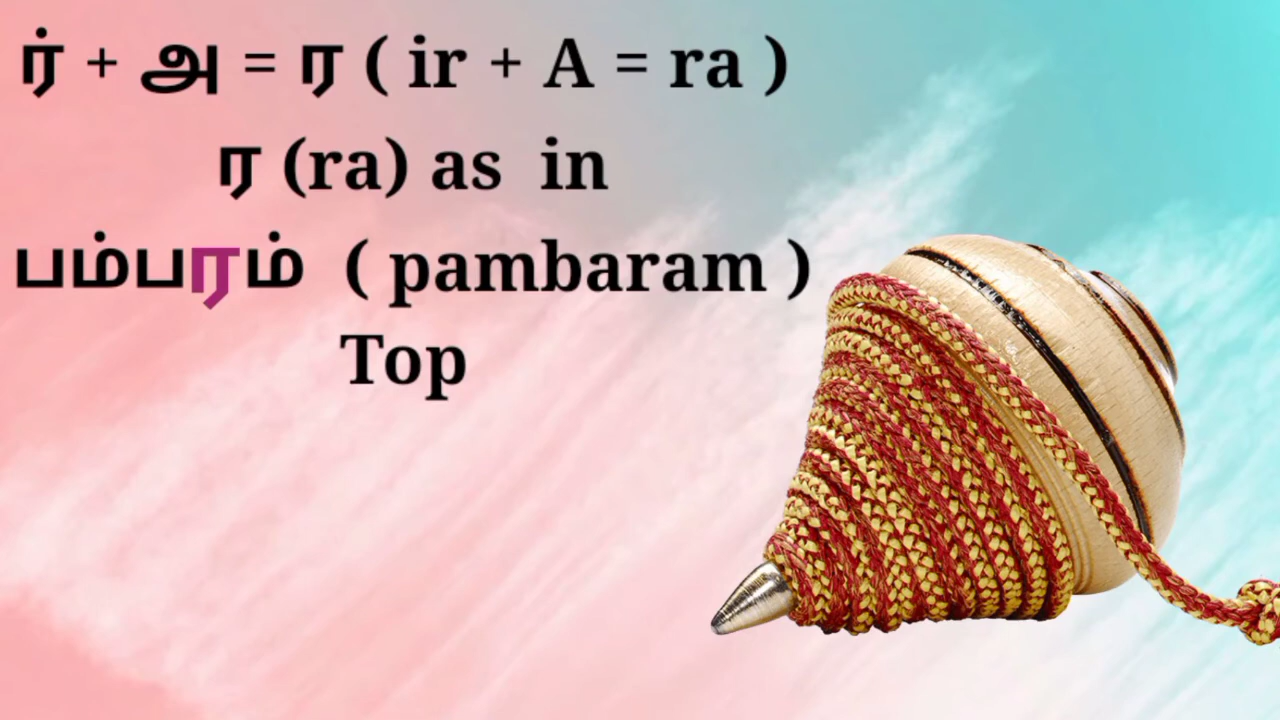 ர் + அ = ர ( ir + A = ra )
ர (ra) as in
பம்பரம் ( pambaram )
Top